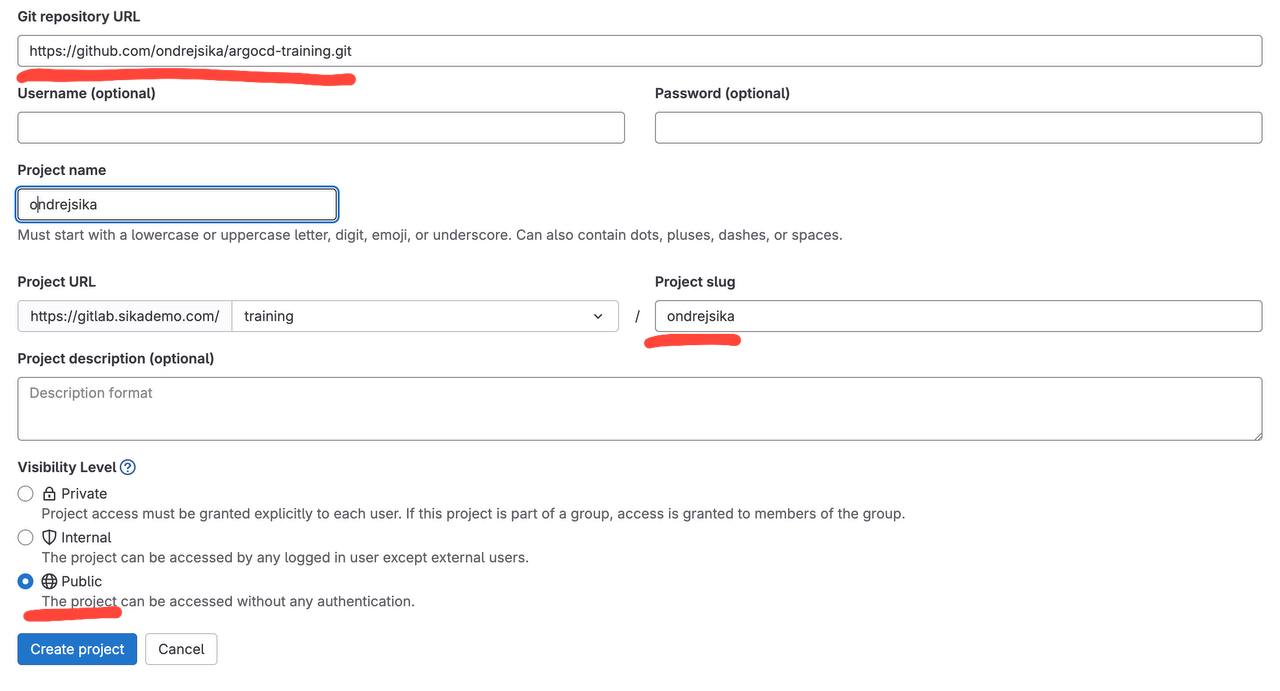 Git repository URL
https://github.com/ondrejsika/argocd-training.git
Username (optional) Password (optional)
Project name
ondrejsika
Must start with a lowercase or uppercase letter, digit, emoji, or underscore. Can also contain dots, pluses, dashes, or spaces.
Project URL Project slug
https://gitlab.sikademo.com/ training / ondrejsika
Project description (optional)
Description format
Visibility Level ?
Private
Project access must be granted explicitly to each user. If this project is part of a group, access is granted to members of the group.
Internal
The project can be accessed by any logged in user except external users.
Public
The project can be accessed without any authentication.
Create project Cancel